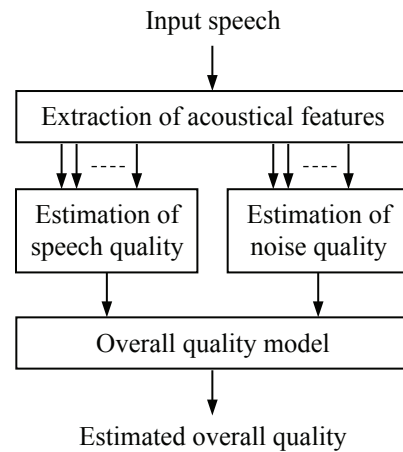 Input speech
Extraction of acoustical features
Estimation of
speech quality
Estimation of
noise quality
Overall quality model
Estimated overall quality